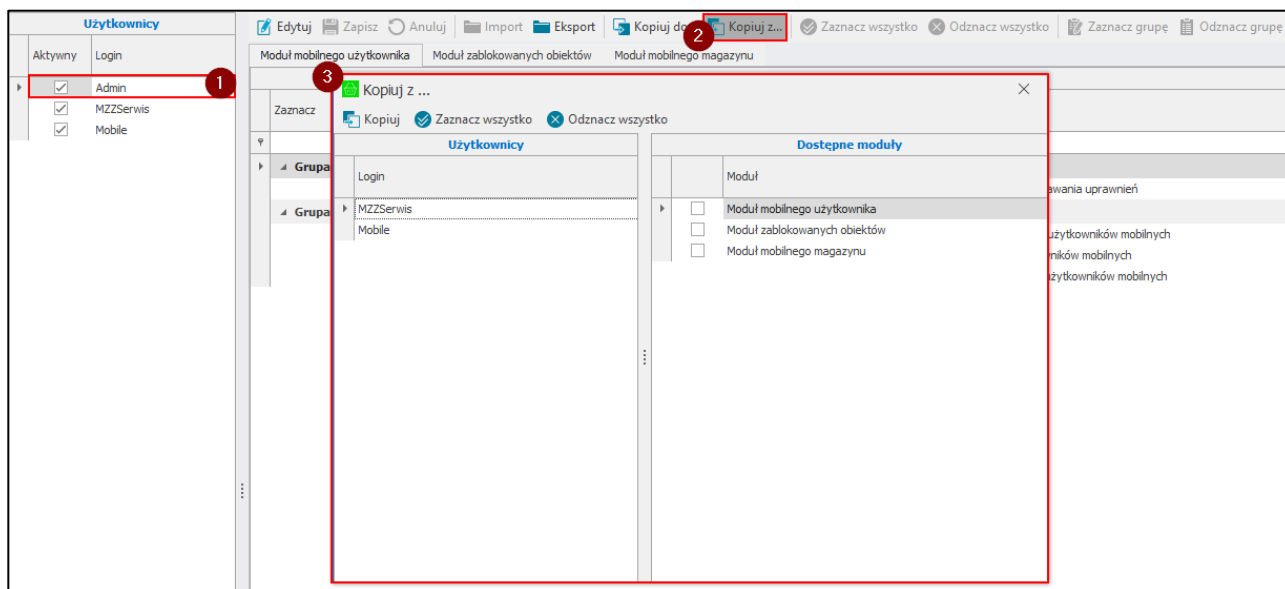 Użytkownicy
Edytuj Zapisz Anuluj Import Eksport Kopiuj do 2 Kopiuj z... Zaznacz wszystko Odznacz wszystko Zaznacz grupę Odznacz grupę
Aktywny Login
Moduł mobilnego użytkownika Moduł zablokowanych obiektów Moduł mobilnego magazynu
Admin 1
MZZSerwis
Mobile
Zaznacz
Grupa
Grupa
3 Kopiuj z ...
Kopiuj Zaznacz wszystko Odznacz wszystko
Użytkownicy Dostępne moduły
Login Moduł
MZZSerwis Moduł mobilnego użytkownika
Mobile Moduł zablokowanych obiektów
Moduł mobilnego magazynu
awania uprawnień
użytkowników mobilnych
ników mobilnych
użytkowników mobilnych